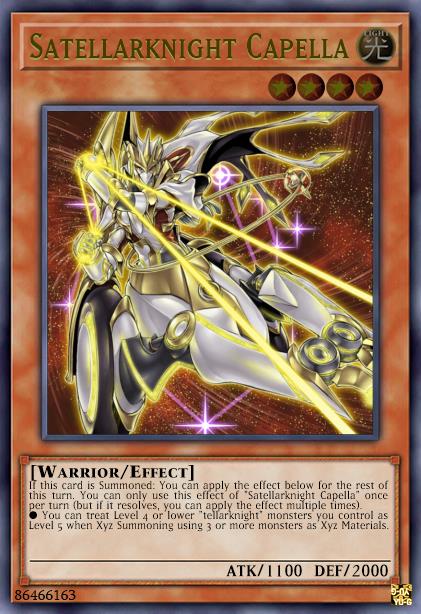 Satellarknight Capella
LIGHT
光
[Warrior/Effect]
If this card is Summoned: You can apply the effect below for the rest of
this turn. You can only use this effect of "Satellarknight Capella" once
per turn (but if it resolves, you can apply the effect multiple times).
● You can treat Level 4 or lower "tellarknight" monsters you control as
Level 5 when Xyz Summoning using 3 or more monsters as Xyz Materials.
ATK/1100 DEF/2000
86466163